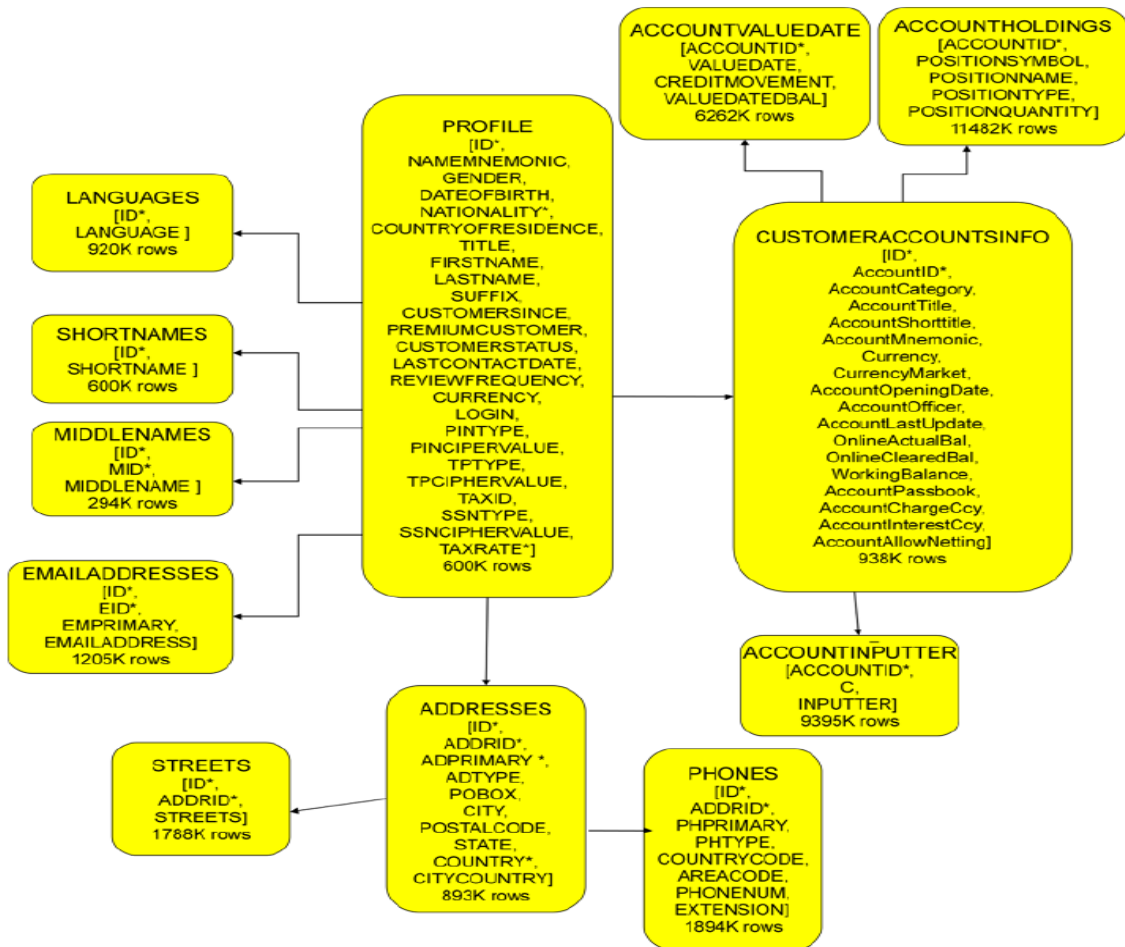 ACCOUNTVALUEDATE
[ACCOUNTID*,
VALUEDATE,
CREDITMOVEMENT,
VALUEDATEDBAL]
6262K rows
ACCOUNTHOLDINGS
[ACCOUNTID*,
POSITIONSYMBOL,
POSITIONNAME,
POSITIONTYPE,
POSITIONQUANTITY]
11482K rows
PROFILE
[ID*,
NAMEMNEMONIC,
GENDER,
DATEOFBIRTH,
NATIONALITY*,
COUNTRYOFRESIDENCE,
TITLE,
FIRSTNAME,
LASTNAME,
SUFFIX,
CUSTOMERSINCE,
PREMIUMCUSTOMER,
CUSTOMERSTATUS,
LASTCONTACTDATE,
REVIEWFREQUENCY,
CURRENCY,
LOGIN,
PINTYPE,
PINCIPERVALUE,
TPTYPE,
TPCIPHERVALUE,
TAXID,
SSNTYPE,
SSNCIPHERVALUE,
TAXRATE*]
600K rows
LANGUAGES
[ID*,
LANGUAGE ]
920K rows
SHORTNAMES
[ID*,
SHORTNAME ]
600K rows
MIDDLENAMES
[ID*,
MID*,
MIDDLENAME ]
294K rows
EMAILADDRESSES
[ID*,
EID*,
EMPRIMARY,
EMAILADDRESS]
1205K rows
CUSTOMERACCOUNTSINFO
[ID*,
AccountID*,
AccountCategory,
AccountTitle,
AccountShorttitle,
AccountMnemonic,
Currency,
CurrencyMarket,
AccountOpeningDate,
AccountOfficer,
AccountLastUpdate,
OnlineActualBal,
OnlineClearedBal,
WorkingBalance,
AccountPassbook,
AccountChargeCcy,
AccountInterestCcy,
AccountAllowNetting]
938K rows
ACCOUNTINPUTTER
[ACCOUNTID*,
C,
INPUTTER]
9395K rows
ADDRESSES
[ID*,
ADDRID*,
ADPRIMARY *,
ADTYPE,
POBOX,
CITY,
POSTALCODE,
STATE,
COUNTRY*,
CITYCOUNTRY]
893K rows
STREETS
[ID*,
ADDRID*,
STREETS]
1788K rows
PHONES
[ID*,
ADDRID*,
PHPRIMARY,
PHTYPE,
COUNTRYCODE,
AREACODE,
PHONENUM,
EXTENSION]
1894K rows